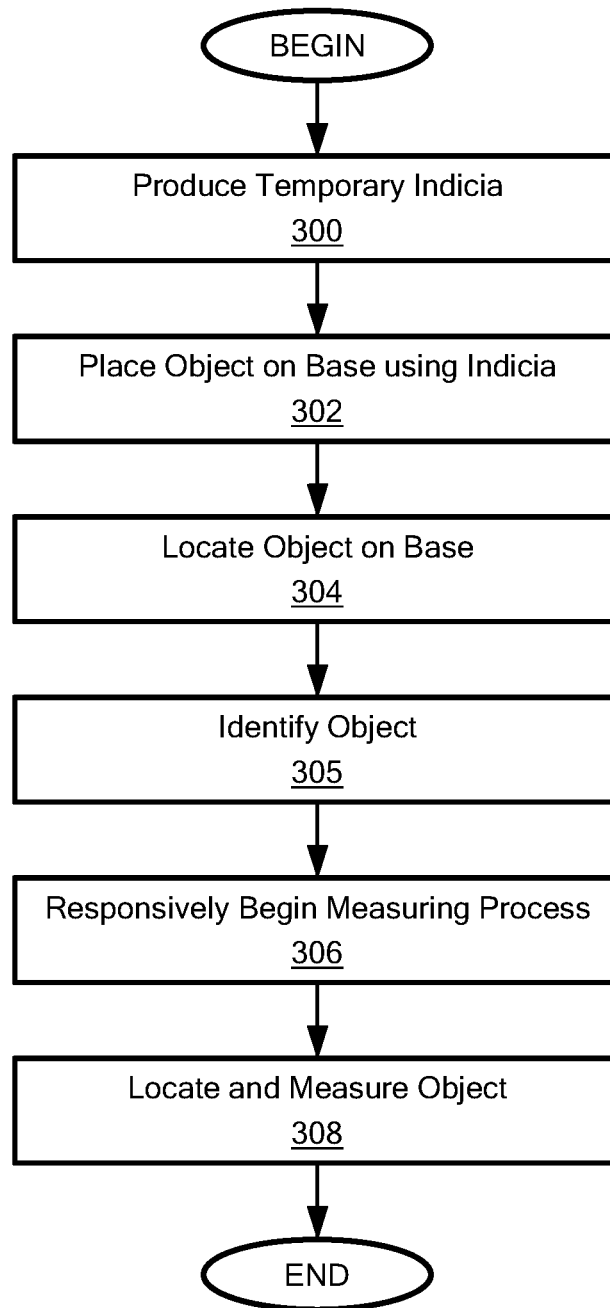 BEGIN
Produce Temporary Indicia
300
Place Object on Base using Indicia
302
Locate Object on Base
304
Identify Object
305
Responsively Begin Measuring Process
306
Locate and Measure Object
308
END